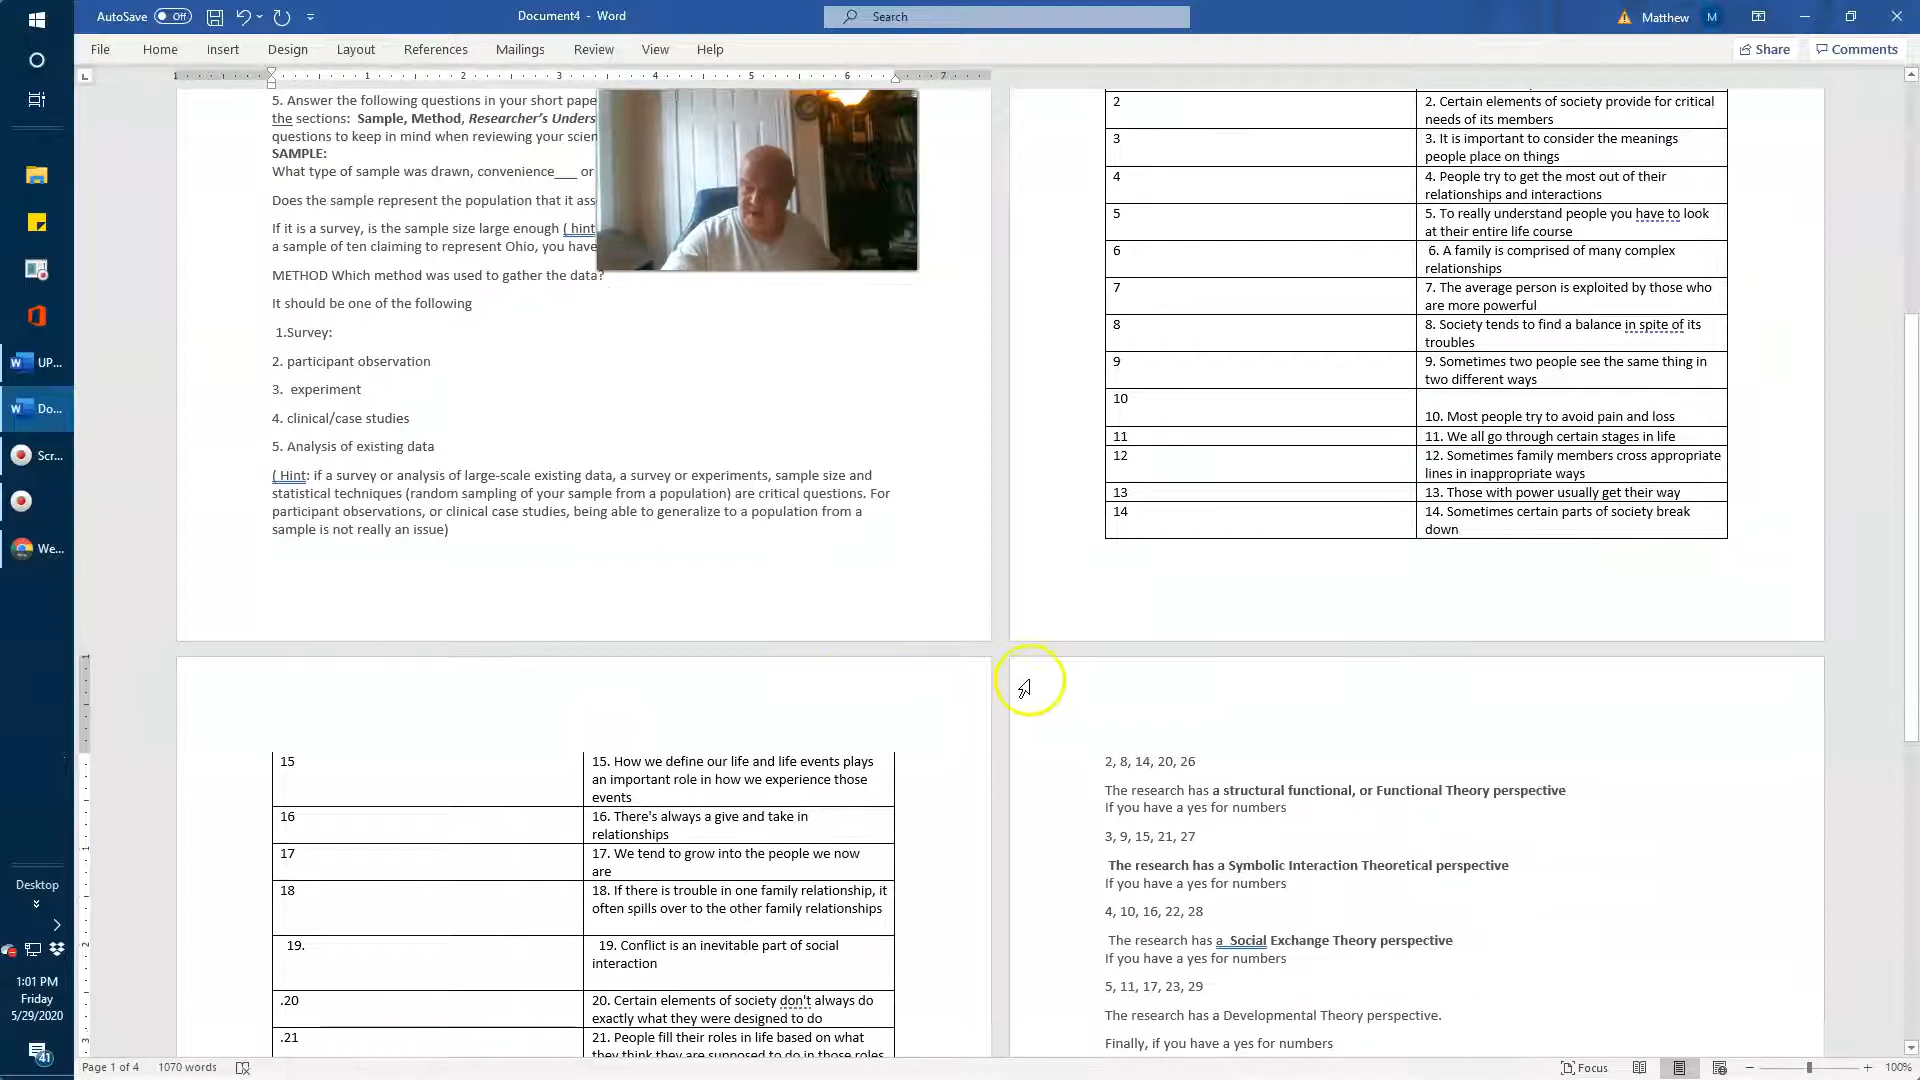 AutoSave Off
Document4 - Word
Search
Matthew M
File Home Insert Design Layout References Mailings Review View Help
Share Comments
5. Answer the following questions in your short pape
the sections: Sample, Method, Researcher's Unders
questions to keep in mind when reviewing your scien
SAMPLE:
What type of sample was drawn, convenience___ or
Does the sample represent the population that it ass
If it is a survey, is the sample size large enough ( hint
a sample of ten claiming to represent Ohio, you have
METHOD Which method was used to gather the data?
It should be one of the following
1.Survey:
2. participant observation
3. experiment
4. clinical/case studies
5. Analysis of existing data
( Hint: if a survey or analysis of large-scale existing data, a survey or experiments, sample size and
statistical techniques (random sampling of your sample from a population) are critical questions. For
participant observations, or clinical case studies, being able to generalize to a population from a
sample is not really an issue)
2 2. Certain elements of society provide for critical
needs of its members
3 3. It is important to consider the meanings
people place on things
4 4. People try to get the most out of their
relationships and interactions
5 5. To really understand people you have to look
at their entire life course
6 6. A family is comprised of many complex
relationships
7 7. The average person is exploited by those who
are more powerful
8 8. Society tends to find a balance in spite of its
troubles
9 9. Sometimes two people see the same thing in
two different ways
10
10. Most people try to avoid pain and loss
11 11. We all go through certain stages in life
12 12. Sometimes family members cross appropriate
lines in inappropriate ways
13 13. Those with power usually get their way
14 14. Sometimes certain parts of society break
down
15 15. How we define our life and life events plays
an important role in how we experience those
events
16 16. There's always a give and take in
relationships
17 17. We tend to grow into the people we now
are
18 18. If there is trouble in one family relationship, it
often spills over to the other family relationships
19. 19. Conflict is an inevitable part of social
interaction
.20 20. Certain elements of society don't always do
exactly what they were designed to do
.21 21. People fill their roles in life based on what
they think they are supposed to do in those roles
2, 8, 14, 20, 26
The research has a structural functional, or Functional Theory perspective
If you have a yes for numbers
3, 9, 15, 21, 27
The research has a Symbolic Interaction Theoretical perspective
If you have a yes for numbers
4, 10, 16, 22, 28
The research has a Social Exchange Theory perspective
If you have a yes for numbers
5, 11, 17, 23, 29
The research has a Developmental Theory perspective.
Finally, if you have a yes for numbers
UP...
Do...
Scr...
We...
Desktop
1:01 PM
Friday
5/29/2020
41
Page 1 of 4 1070 words
Focus
100%